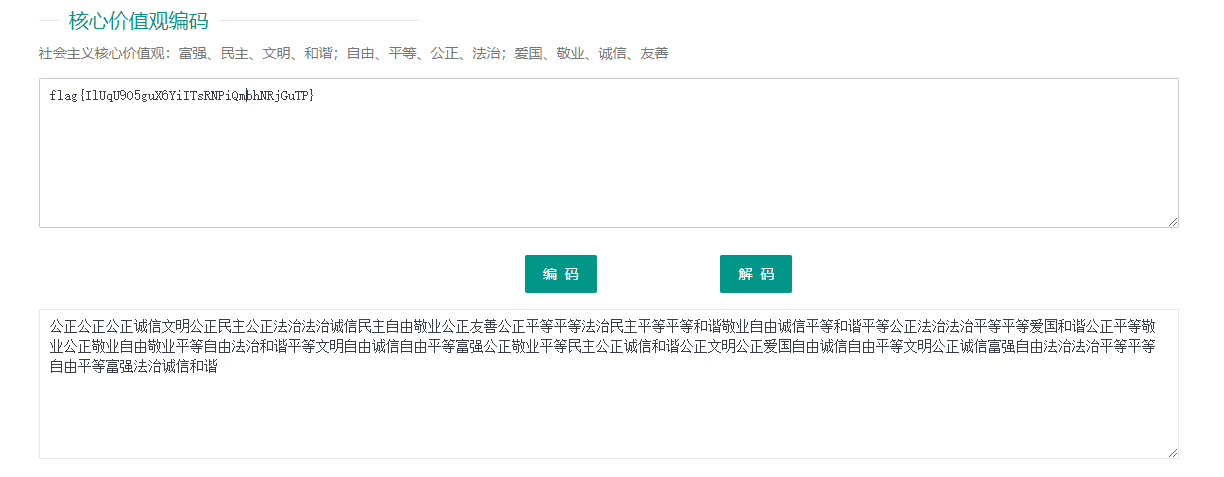 核心价值观编码
社会主义核心价值观：富强、民主、文明、和谐；自由、平等、公正、法治；爱国、敬业、诚信、友善
flag{IlUqU9O5guX6YiITsRNPiQmbhNRjGuTP}
编 码 解 码
公正公正公正诚信文明公正民主公正法治法治诚信民主自由敬业公正友善公正平等平等法治民主平等平等和谐敬业自由诚信平等和谐平等公正法治法治平等平等爱国和谐公正平等敬
业公正敬业自由敬业平等自由法治和谐平等文明自由诚信自由平等富强公正敬业平等民主公正诚信和谐公正文明公正爱国自由诚信自由平等文明公正诚信富强自由法治法治平等平等
自由平等富强法治诚信和谐